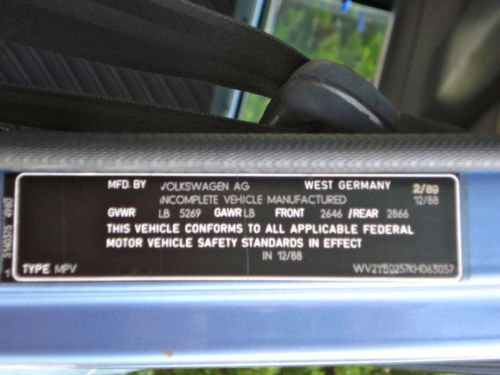 MFD. BY VOLKSWAGEN AG WEST GERMANY 2/89
INCOMPLETE VEHICLE MANUFACTURED 12/88
GVWR LB 5269 GAWR LB FRONT 2646 /REAR 2866
THIS VEHICLE CONFORMS TO ALL APPLICABLE FEDERAL
MOTOR VEHICLE SAFETY STANDARDS IN EFFECT
IN 12/88
TYPE MPV WV2YB0257KH063057